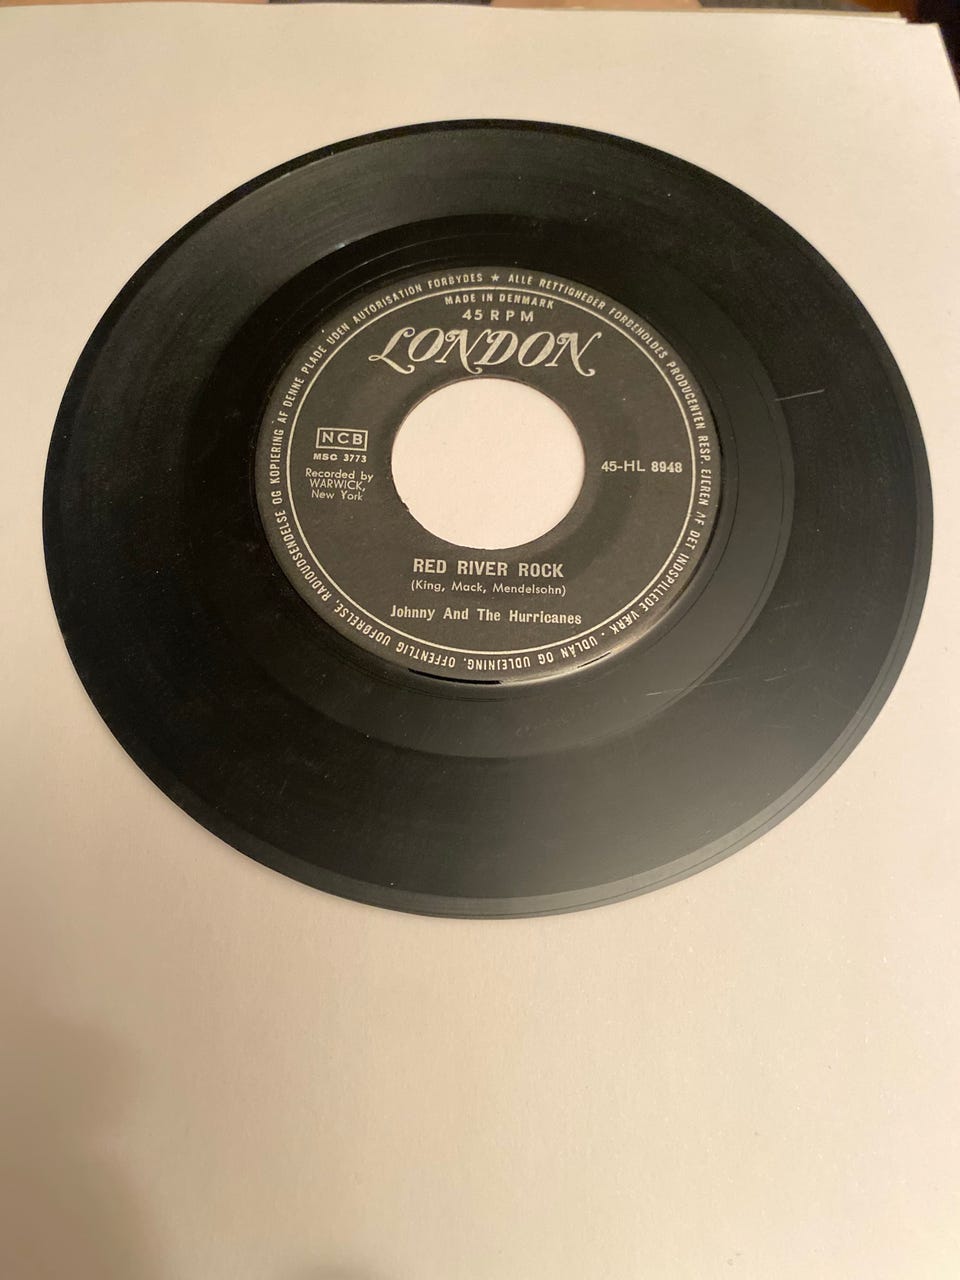 ALLE RETTIGHEDER FORBEHOLDES PRODUCENTEN RESP. EJEREN AF DET INDSPILLEDE VÆRK · UDLÅN OG UDLEJNING, OFFENTLIG UDFØRELSE, RADIOUDSENDELSE OG KOPIERING AF DENNE PLADE UDEN AUTORISATION FORBYDES ★
MADE IN DENMARK
45 RPM
LONDON
NCB
MSC 3773
Recorded by
WARWICK,
New York
45-HL 8948
RED RIVER ROCK
(King, Mack, Mendelsohn)
Johnny And The Hurricanes